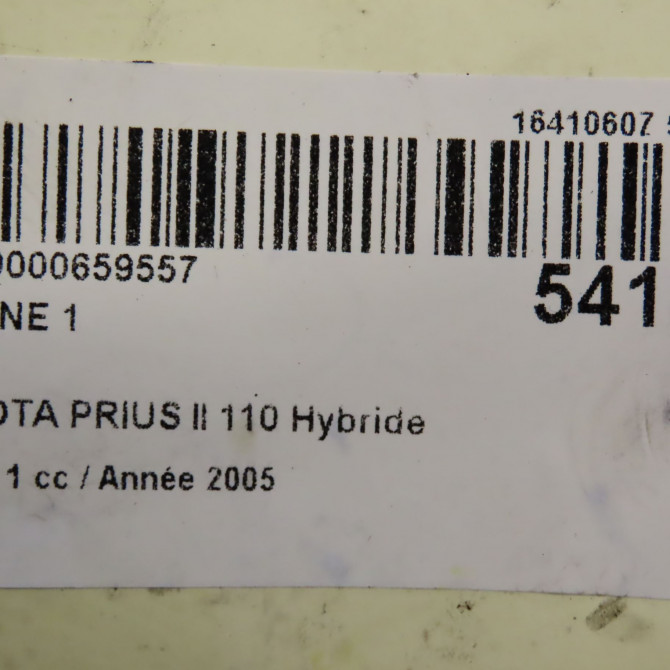 16410607
0000659557
541
NE 1
OTA PRIUS II 110 Hybride
1 cc / Année 2005